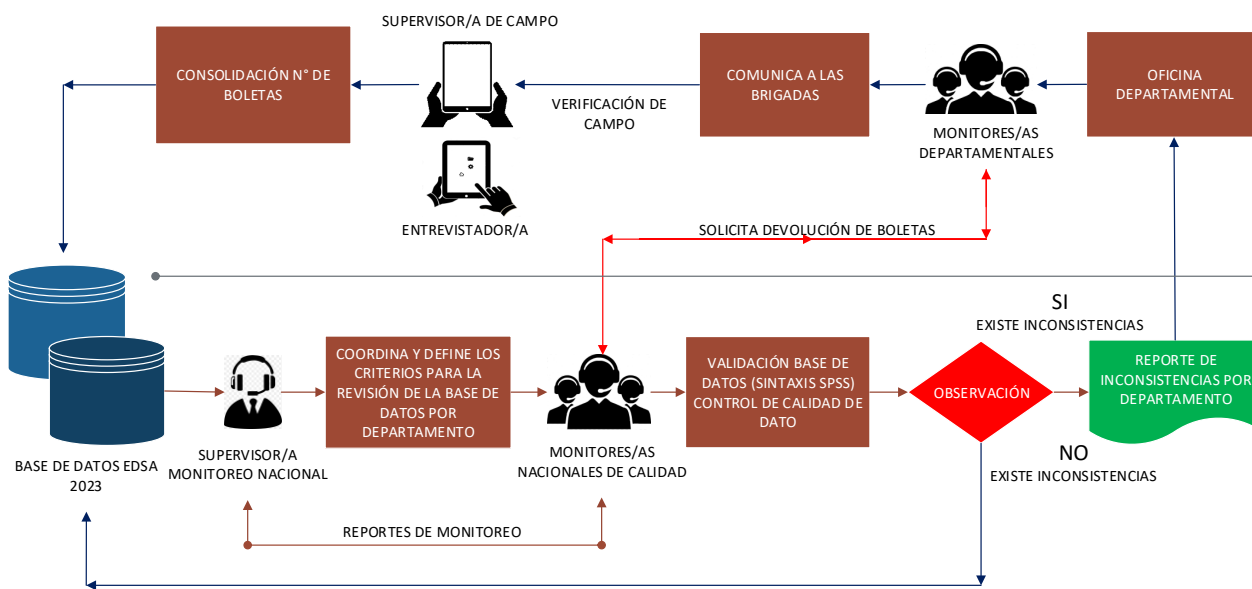 SUPERVISOR/A DE CAMPO
CONSOLIDACIÓN N° DE
BOLETAS
VERIFICACIÓN DE
CAMPO
COMUNICA A LAS
BRIGADAS
MONITORES/AS
DEPARTAMENTALES
OFICINA
DEPARTAMENTAL
ENTREVISTADOR/A
SOLICITA DEVOLUCIÓN DE BOLETAS
BASE DE DATOS EDSA
2023
SUPERVISOR/A
MONITOREO NACIONAL
COORDINA Y DEFINE LOS
CRITERIOS PARA LA
REVISIÓN DE LA BASE DE
DATOS POR
DEPARTAMENTO
MONITORES/AS
NACIONALES DE CALIDAD
VALIDACIÓN BASE DE
DATOS (SINTAXIS SPSS)
CONTROL DE CALIDAD DE
DATO
OBSERVACIÓN
SI
EXISTE INCONSISTENCIAS
REPORTE DE
INCONSISTENCIAS POR
DEPARTAMENTO
NO
EXISTE INCONSISTENCIAS
REPORTES DE MONITOREO